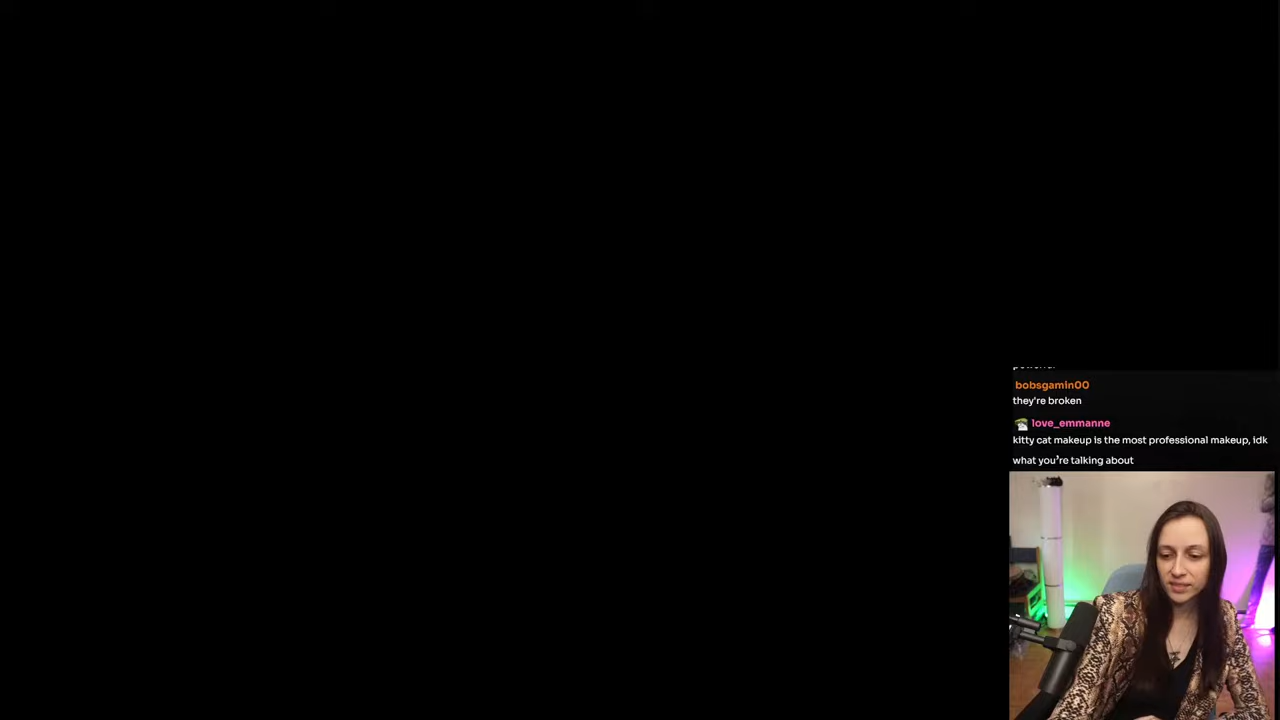 bobsgamin00
they're broken
love_emmanne
kitty cat makeup is the most professional makeup, idk
what you're talking about